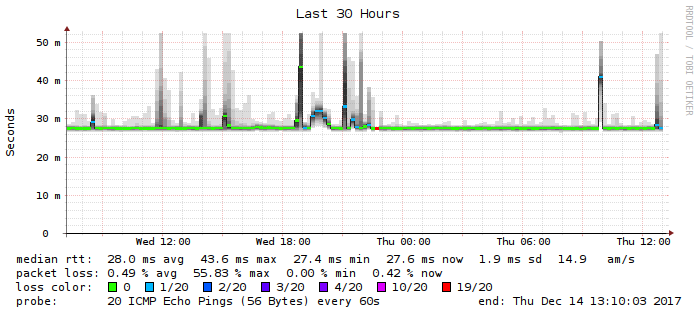 Last 30 Hours
RRDTOOL / TOBI OETIKER
Seconds
50 m
40 m
30 m
20 m
10 m
0
Wed 12:00 Wed 18:00 Thu 00:00 Thu 06:00 Thu 12:00
median rtt: 28.0 ms avg 43.6 ms max 27.4 ms min 27.6 ms now 1.9 ms sd 14.9 am/s
packet loss: 0.49 % avg 55.83 % max 0.00 % min 0.42 % now
loss color: 0 1/20 2/20 3/20 4/20 10/20 19/20
probe: 20 ICMP Echo Pings (56 Bytes) every 60s end: Thu Dec 14 13:10:03 2017